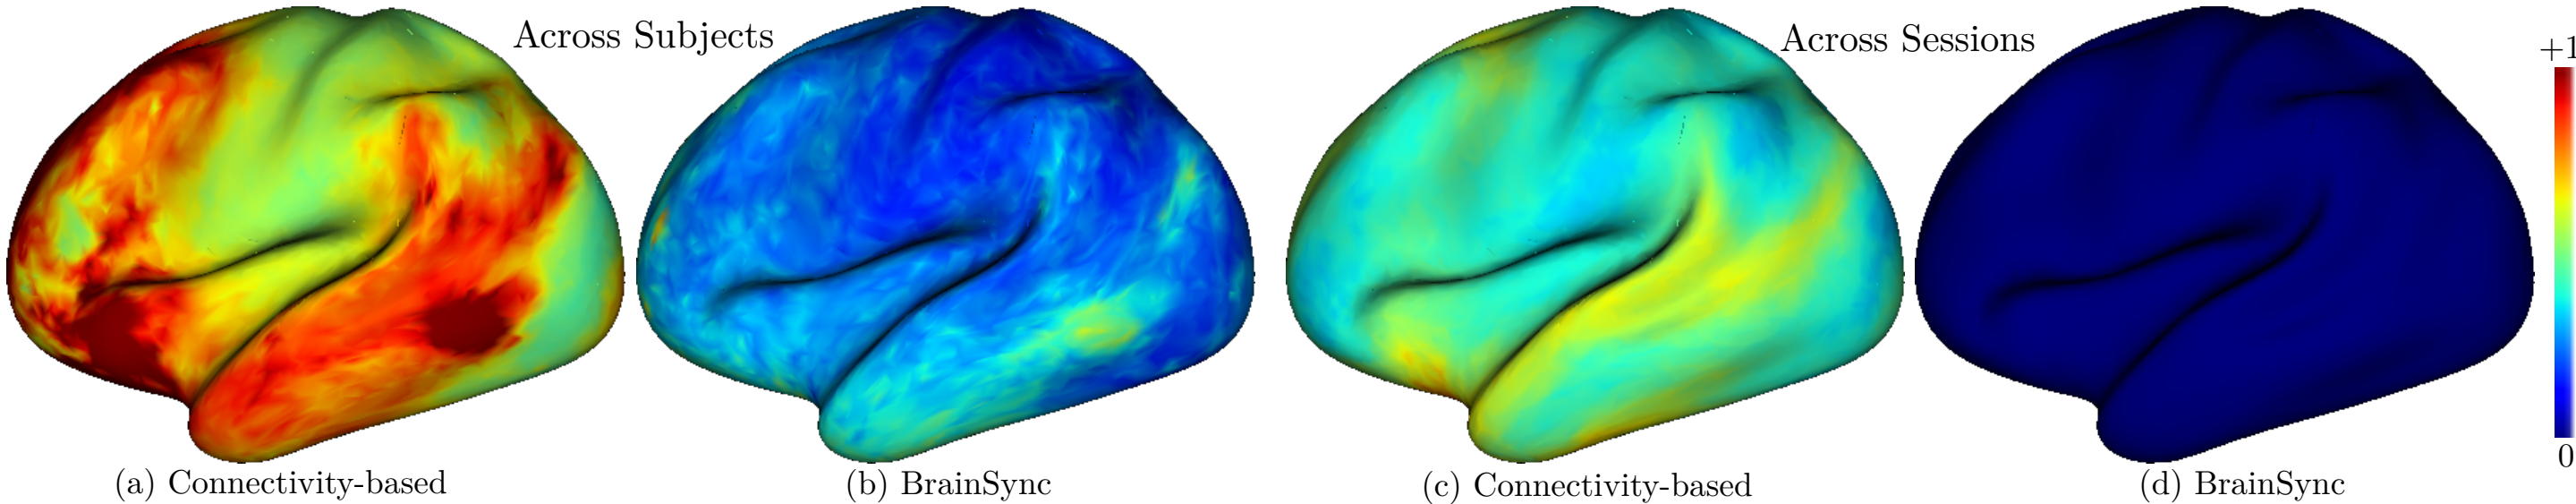 Across Subjects
Across Sessions
+1
0
(a) Connectivity-based
(b) BrainSync
(c) Connectivity-based
(d) BrainSync